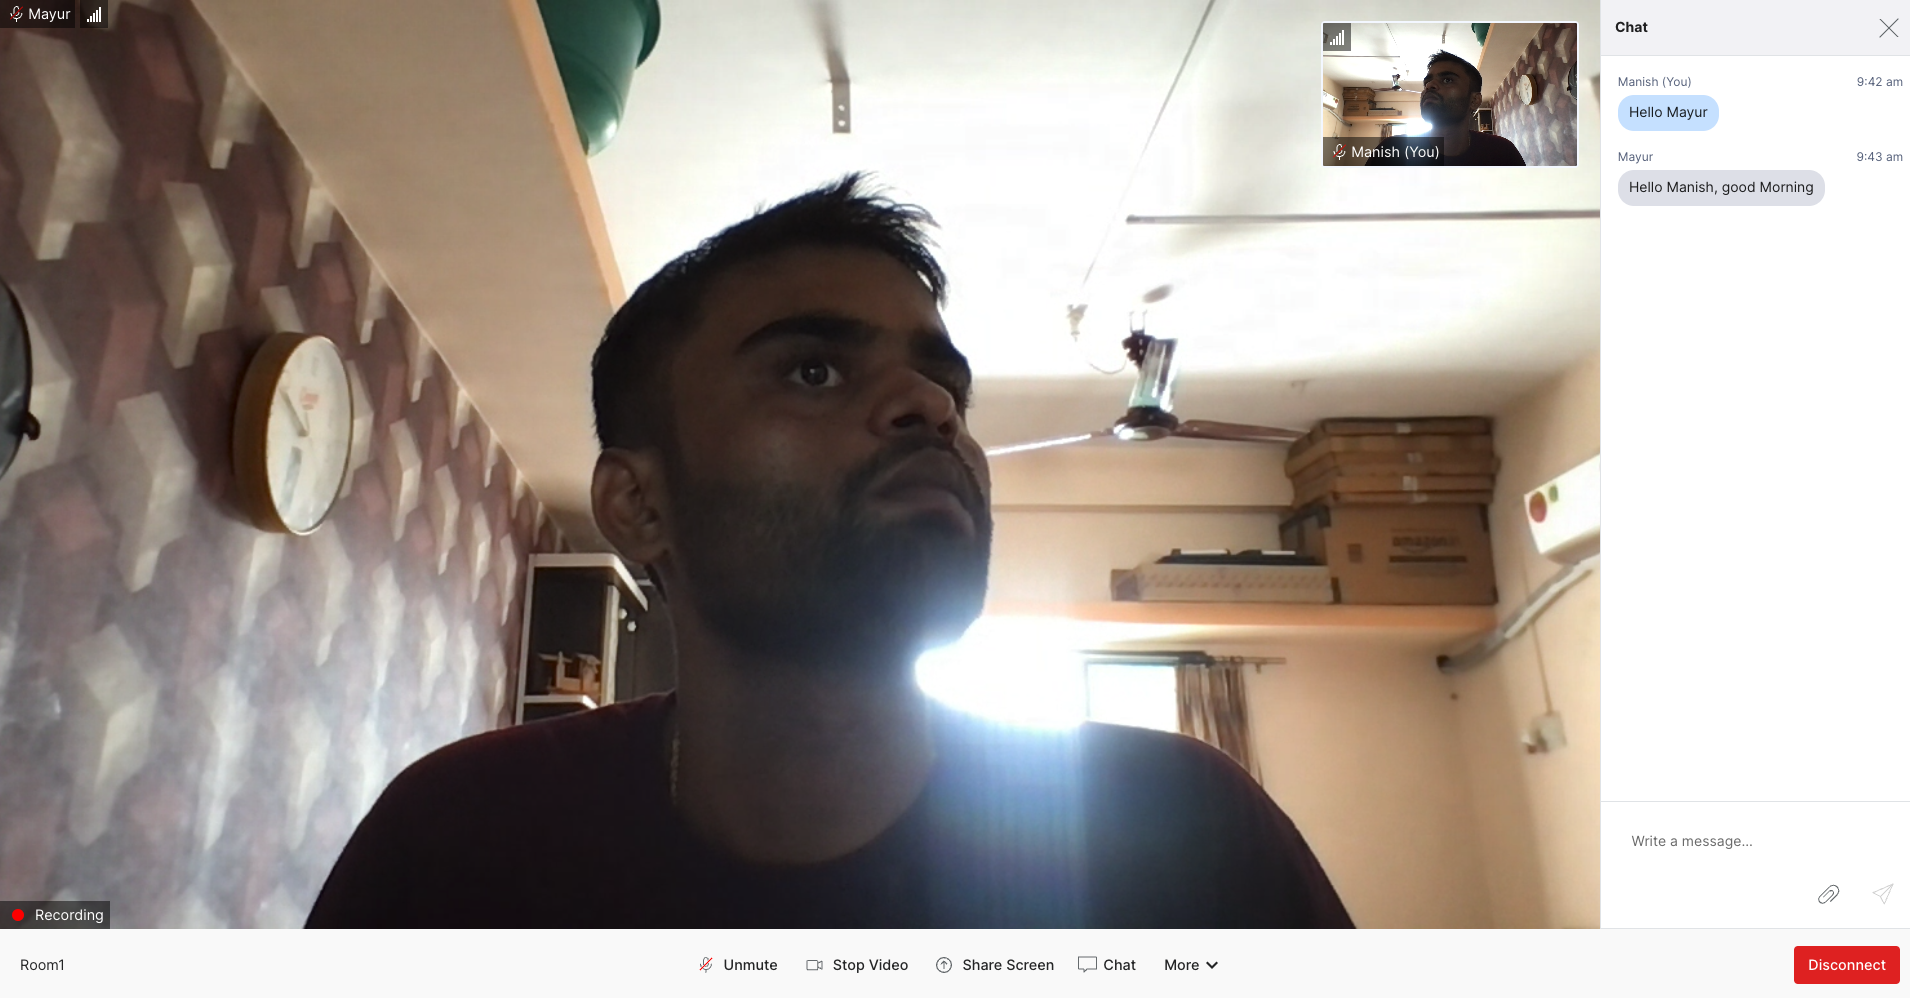 Mayur
Manish (You)
Recording
Chat
Manish (You) 9:42 am
Hello Mayur
Mayur 9:43 am
Hello Manish, good Morning
Write a message...
Room1
Unmute
Stop Video
Share Screen
Chat
More
Disconnect